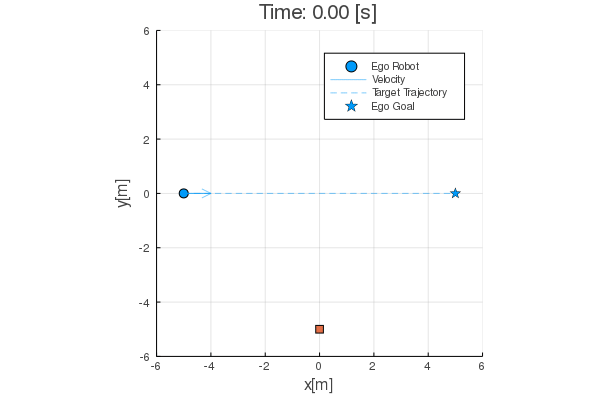 Time: 0.00 [s]
6
4
2
0
-2
-4
-6
y[m]
Ego Robot
Velocity
Target Trajectory
Ego Goal
-6 -4 -2 0 2 4 6
x[m]